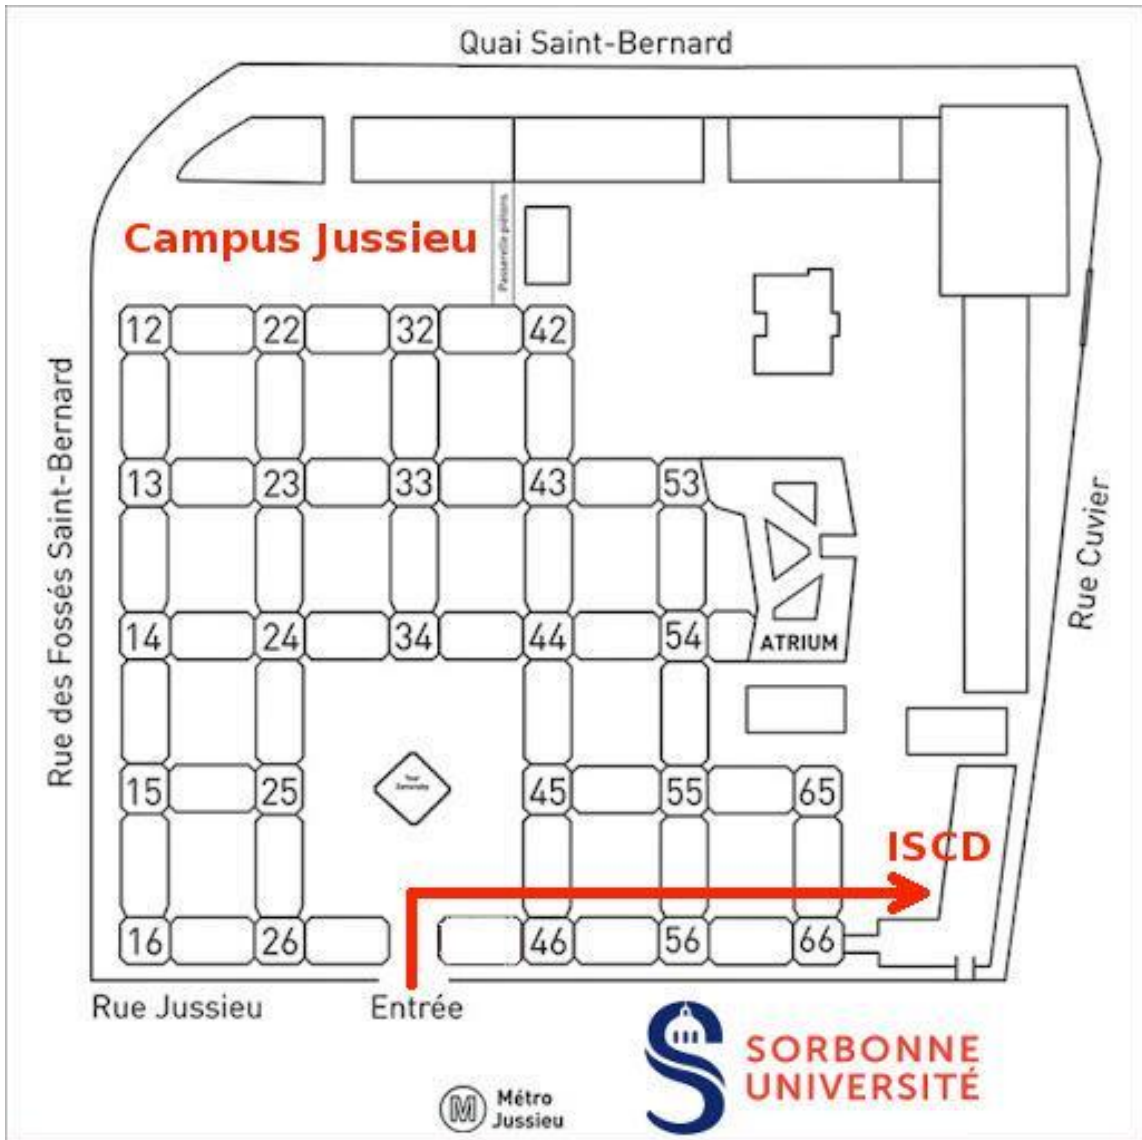 Quai Saint-Bernard
Campus Jussieu
Passerelle piétons
12 22 32 42
Rue des Fossés Saint-Bernard
13 23 33 43 53
Rue Cuvier
14 24 34 44 54 ATRIUM
Tour
Zamansky
15 25 45 55 65
ISCD
16 26 46 56 66
Rue Jussieu Entrée
SORBONNE
UNIVERSITÉ
M Métro
Jussieu